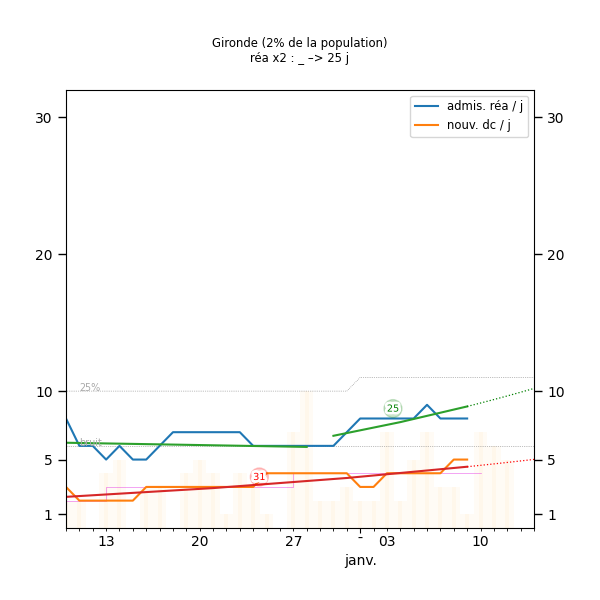 Gironde (2% de la population)
réa x2 : _ –> 25 j
admis. réa / j
nouv. dc / j
30 30
20 20
25%
10 10
25
bruit
5 5
31
1 1
13 20 27 - 03 10
janv.